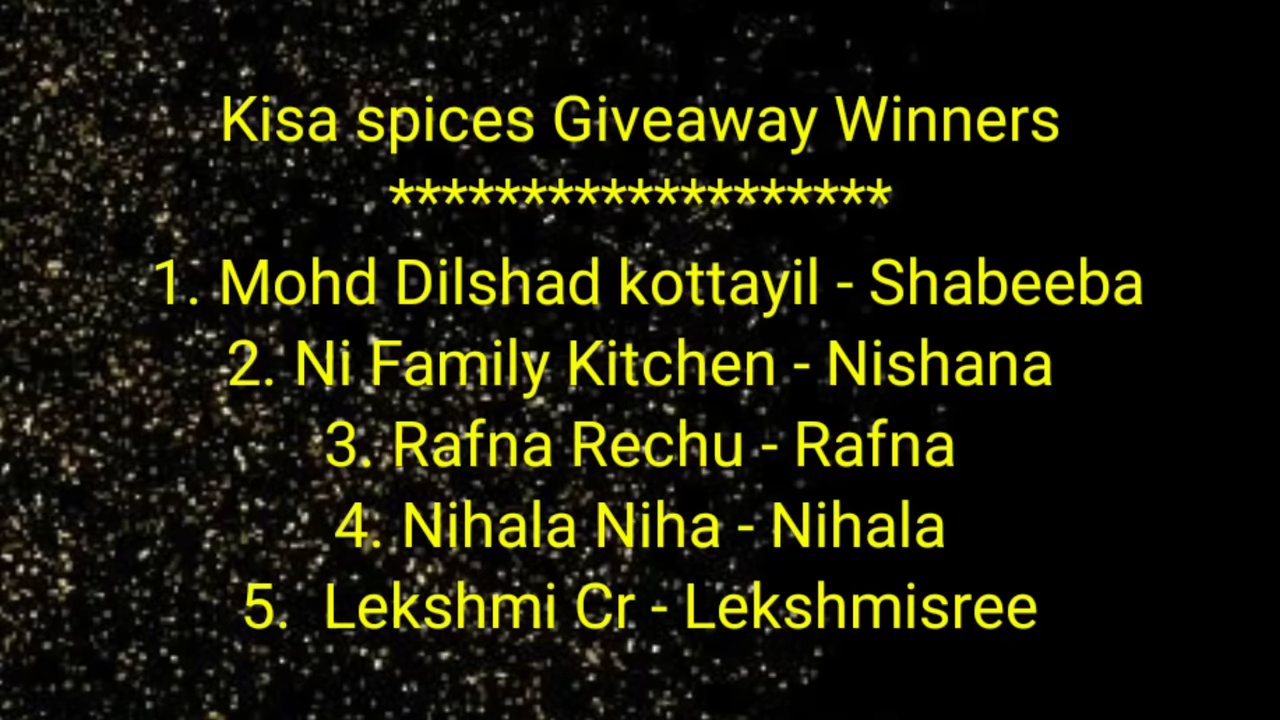 Kisa spices Giveaway Winners
*******************
1. Mohd Dilshad kottayil - Shabeeba
2. Ni Family Kitchen - Nishana
3. Rafna Rechu - Rafna
4. Nihala Niha - Nihala
5.  Lekshmi Cr - Lekshmisree